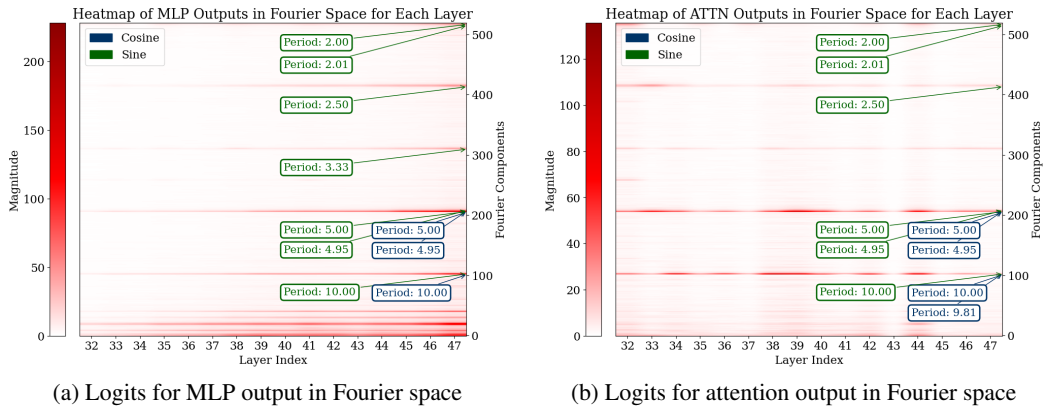 Heatmap of MLP Outputs in Fourier Space for Each Layer
Cosine
Sine
Period: 2.00
Period: 2.01
Period: 2.50
Period: 3.33
Period: 5.00
Period: 5.00
Period: 4.95
Period: 4.95
Period: 10.00
Period: 10.00
Magnitude
0
50
100
150
200
Fourier Components
0
100
200
300
400
500
32 33 34 35 36 37 38 39 40 41 42 43 44 45 46 47
Layer Index
(a) Logits for MLP output in Fourier space
Heatmap of ATTN Outputs in Fourier Space for Each Layer
Cosine
Sine
Period: 2.00
Period: 2.01
Period: 2.50
Period: 5.00
Period: 5.00
Period: 4.95
Period: 4.95
Period: 10.00
Period: 10.00
Period: 9.81
Magnitude
0
20
40
60
80
100
120
Fourier Components
0
100
200
300
400
500
32 33 34 35 36 37 38 39 40 41 42 43 44 45 46 47
Layer Index
(b) Logits for attention output in Fourier space